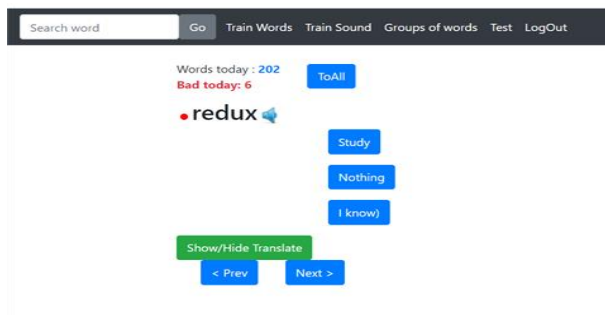 Search word Go Train Words Train Sound Groups of words Test LogOut
Words today : 202
Bad today: 6
ToAll
redux
Study
Nothing
I know)
Show/Hide Translate
< Prev Next >